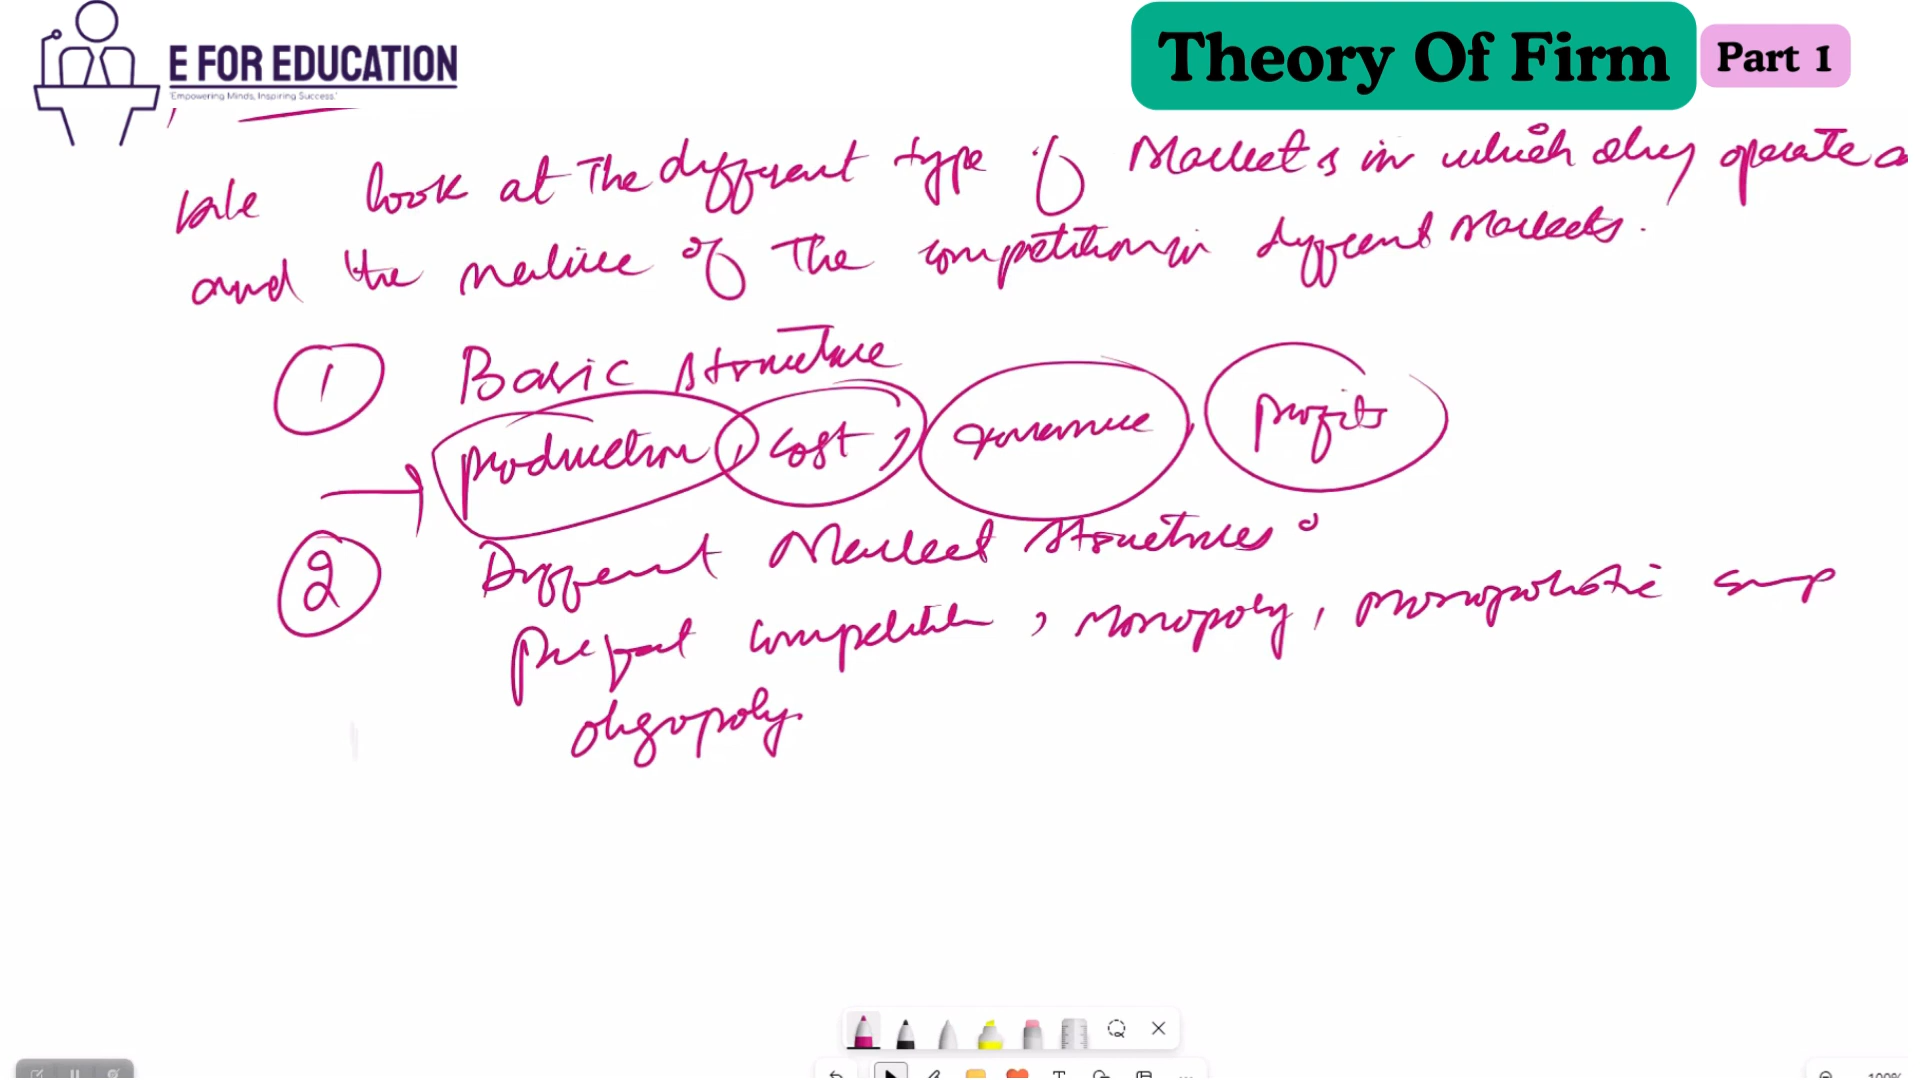 E FOR EDUCATION
'Empowering Minds, Inspiring Success.'
Theory Of Firm
Part 1
We look at The different type of Markets in which they operate
and the nature of The competition in different Markets.
1 Basic structure
production, cost, revenue, profits
2 Different Market structures:
Perfect competition, Monopoly, Monopolistic comp
oligopoly.
100%